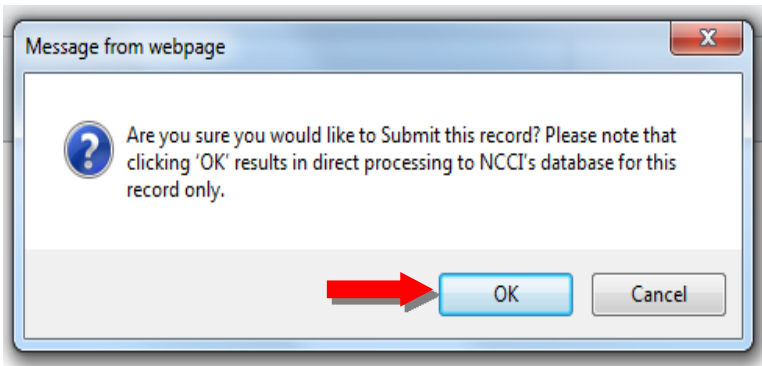 Message from webpage
Are you sure you would like to Submit this record? Please note that
clicking ‘OK’ results in direct processing to NCCI’s database for this
record only.
OK
Cancel